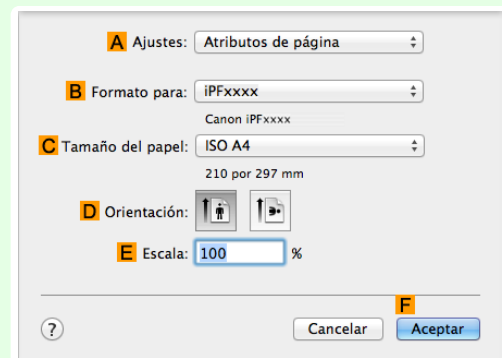 A Ajustes: Atributos de página
B Formato para: iPFxxxx
Canon iPFxxxx
C Tamaño del papel: ISO A4
210 por 297 mm
D Orientación:
E Escala: 100 %
F
? Cancelar Aceptar